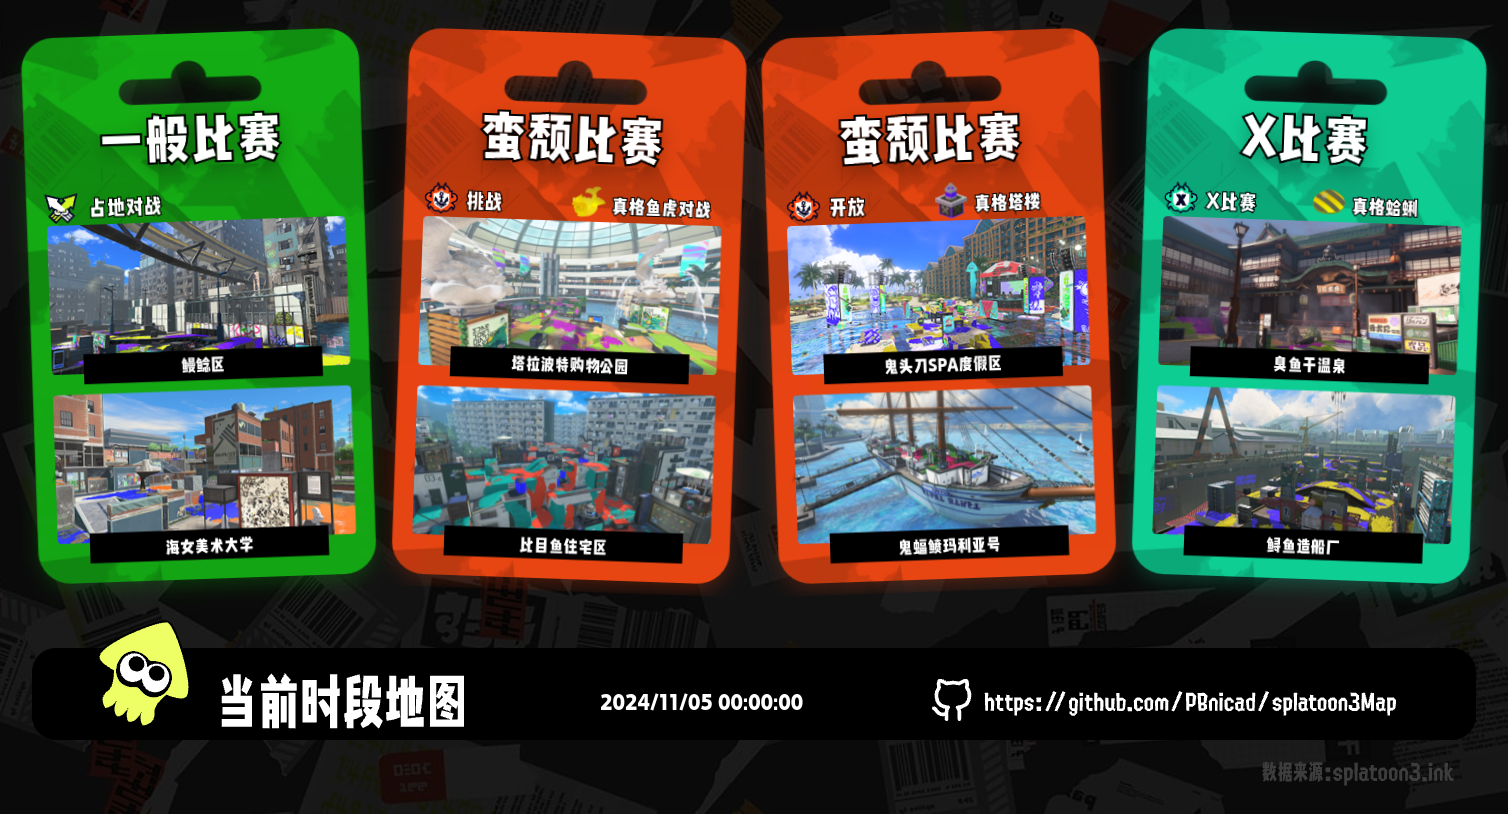 一般比赛
占地对战
鳗鲶区
海女美术大学
蛮颓比赛
挑战
真格鱼虎对战
塔拉波特购物公园
比目鱼住宅区
蛮颓比赛
开放
真格塔楼
鬼头刀SPA度假区
鬼蝠鲼玛利亚号
X比赛
X比赛
真格蛤蜊
臭鱼干温泉
鲟鱼造船厂
当前时段地图
2024/11/05 00:00:00
https://github.com/PBnicad/splatoon3Map
数据来源:splatoon3.ink